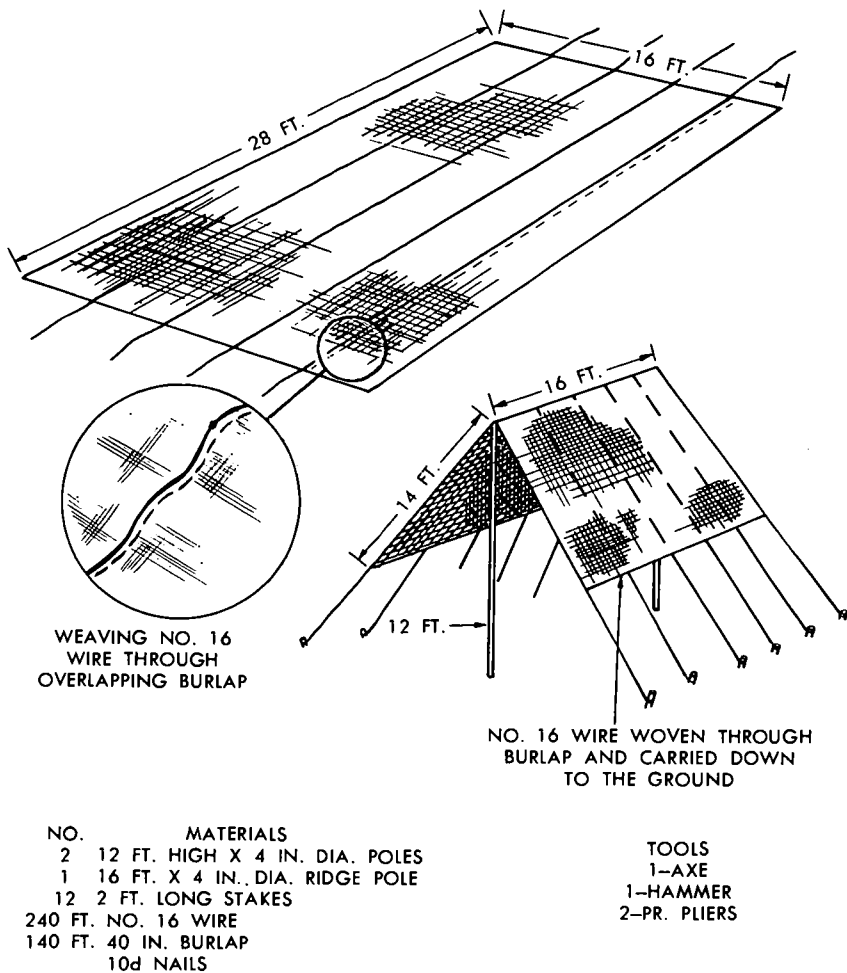 28 FT.
16 FT.
16 FT.
14 FT.
12 FT.
WEAVING NO. 16
WIRE THROUGH
OVERLAPPING BURLAP
NO. 16 WIRE WOVEN THROUGH
BURLAP AND CARRIED DOWN
TO THE GROUND
NO. MATERIALS
2 12 FT. HIGH X 4 IN. DIA. POLES
1 16 FT. X 4 IN., DIA. RIDGE POLE
12 2 FT. LONG STAKES
240 FT. NO. 16 WIRE
140 FT. 40 IN. BURLAP
10d NAILS
TOOLS
1–AXE
1–HAMMER
2–PR. PLIERS